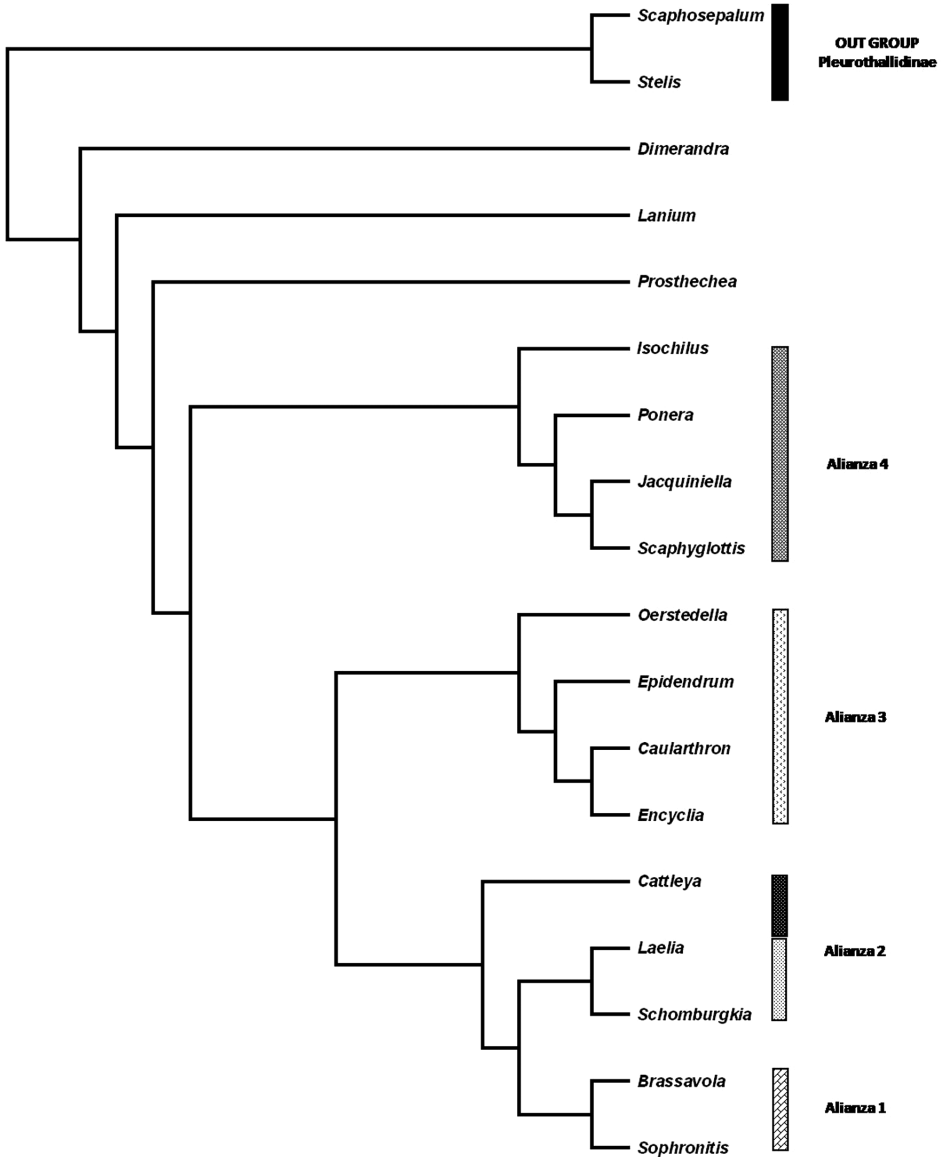 Scaphosepalum
OUT GROUP
Pleurothallidinae
Stelis
Dimerandra
Lanium
Prosthechea
Isochilus
Ponera
Alianza 4
Jacquiniella
Scaphyglottis
Oerstedella
Epidendrum
Alianza 3
Caularthron
Encyclia
Cattleya
Laelia
Alianza 2
Schomburgkia
Brassavola
Alianza 1
Sophronitis